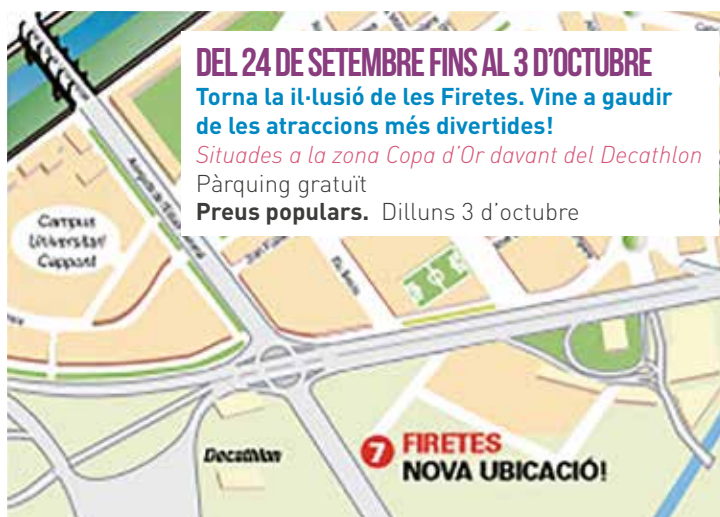 DEL 24 DE SETEMBRE FINS AL 3 D'OCTUBRE
Torna la il·lusió de les Firetes. Vine a gaudir
de les atraccions més divertides!
Situades a la zona Copa d'Or davant del Decathlon
Pàrquing gratuït
Preus populars. Dilluns 3 d'octubre
Campus
Universitari
Cappont
Decathlon
7 FIRETES
NOVA UBICACIÓ!